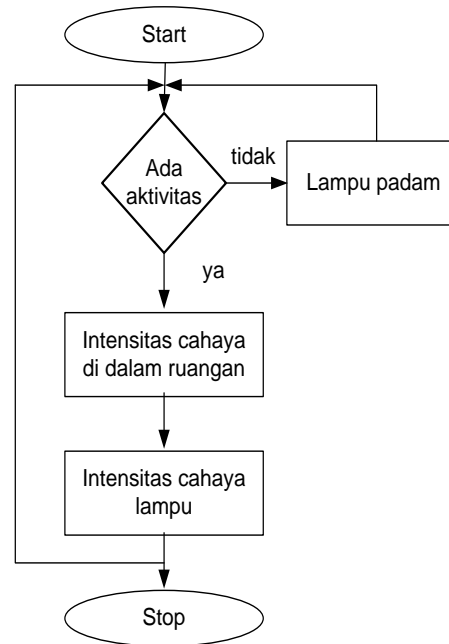 Start
Ada
aktivitas
tidak
Lampu padam
ya
Intensitas cahaya
di dalam ruangan
Intensitas cahaya
lampu
Stop